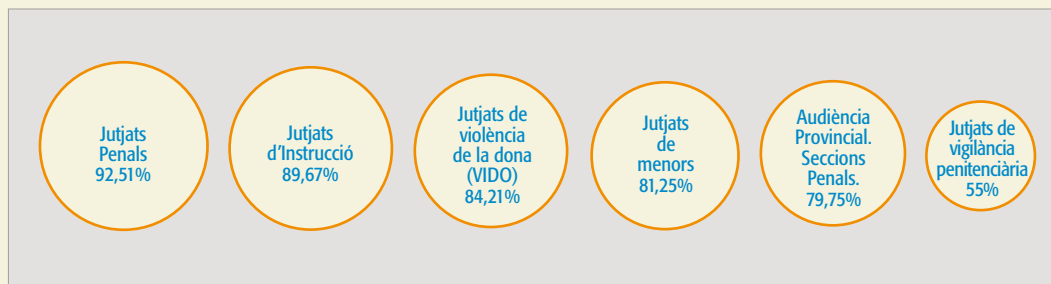 Jutjats
Penals
92,51%
Jutjats
d'Instrucció
89,67%
Jutjats de
violència
de la dona
(VIDO)
84,21%
Jutjats
de
menors
81,25%
Audiència
Provincial.
Seccions
Penals.
79,75%
Jutjats de
vigilància
penitenciària
55%